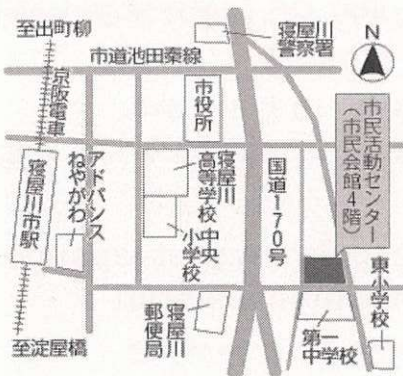 至出町柳
市道池田秦線
寝屋川
警察署
N
京阪電車
市役所
市民活動センター
(市民会館4階)
寝屋川市駅
アドバンス
ねやがわ
寝屋川
高等学校
中央
小学校
国道170号
東小学校
寝屋川
郵便局
第一
中学校
至淀屋橋